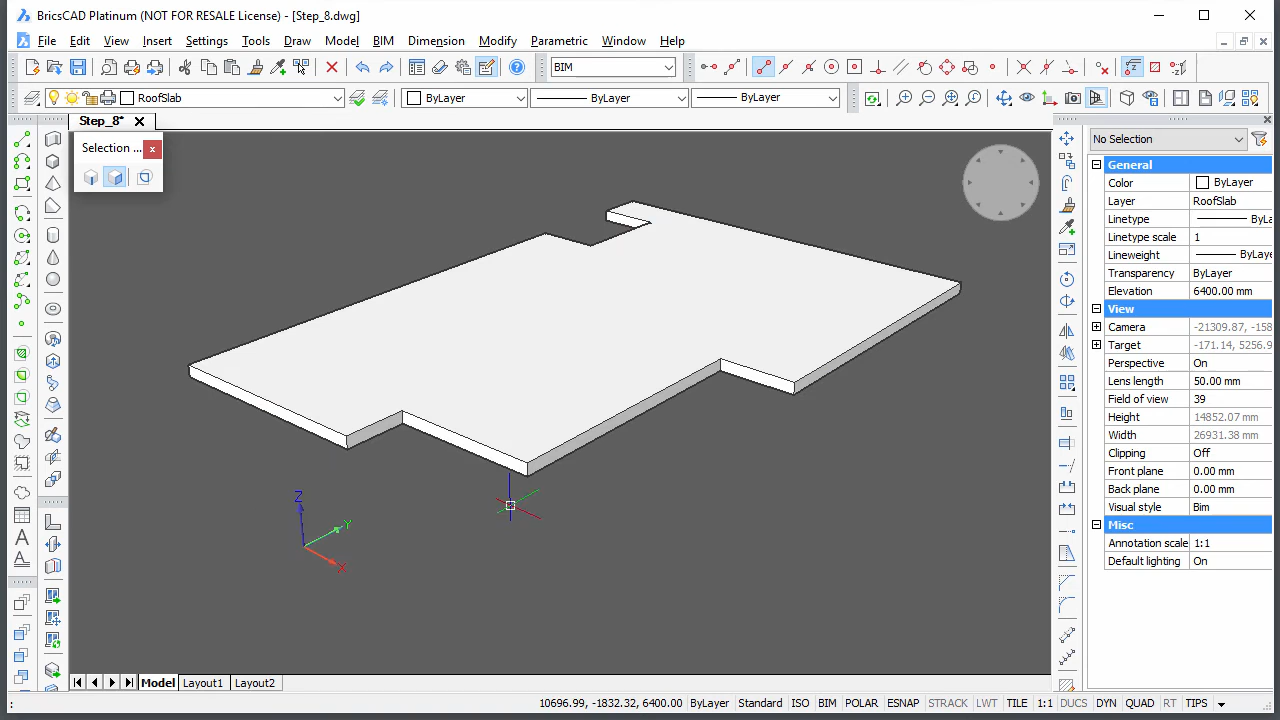 BricsCAD Platinum (NOT FOR RESALE License) - [Step_8.dwg]
File Edit View Insert Settings Tools Draw Model BIM Dimension Modify Parametric Window Help
BIM
RoofSlab ByLayer ByLayer ByLayer
Step_8* 
Selection ... x
No Selection
General
Color ByLayer
Layer RoofSlab
Linetype ByLa
Linetype scale 1
Lineweight ByLaye
Transparency ByLayer
Elevation 6400.00 mm
View
Camera -21309.87, -158
Target -171.14, 5256.9
Perspective On
Lens length 50.00 mm
Field of view 39
Height 14852.07 mm
Width 26931.38 mm
Clipping Off
Front plane 0.00 mm
Back plane 0.00 mm
Visual style Bim
Misc
Annotation scale 1:1
Default lighting On
Z
Y
X
Model Layout1 Layout2
: 10696.99, -1832.32, 6400.00 ByLayer Standard ISO BIM POLAR ESNAP STRACK LWT TILE 1:1 DUCS DYN QUAD RT TIPS